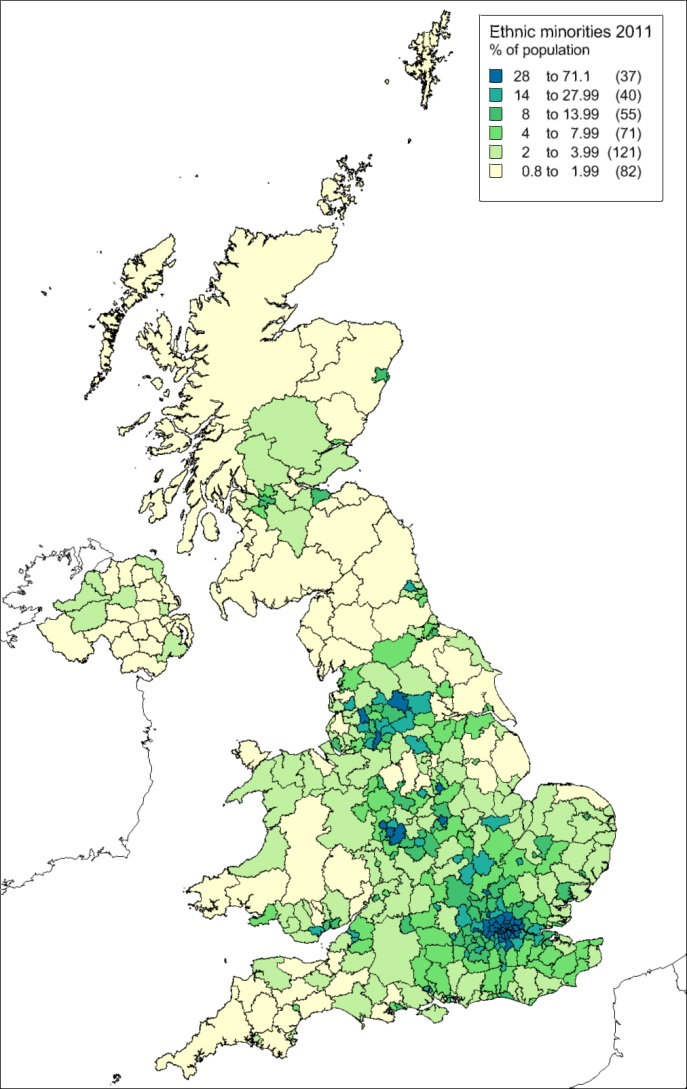 Ethnic minorities 2011
% of population
28 to 71.1 (37)
14 to 27.99 (40)
8 to 13.99 (55)
4 to 7.99 (71)
2 to 3.99 (121)
0.8 to 1.99 (82)